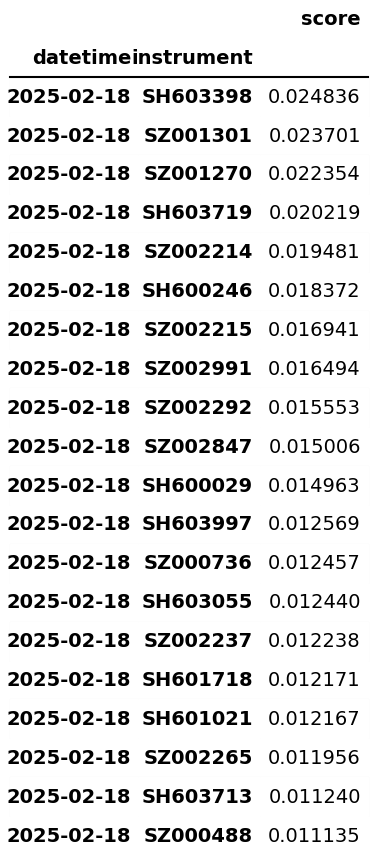 score
datetime instrument
2025-02-18 SH603398 0.024836
2025-02-18 SZ001301 0.023701
2025-02-18 SZ001270 0.022354
2025-02-18 SH603719 0.020219
2025-02-18 SZ002214 0.019481
2025-02-18 SH600246 0.018372
2025-02-18 SZ002215 0.016941
2025-02-18 SZ002991 0.016494
2025-02-18 SZ002292 0.015553
2025-02-18 SZ002847 0.015006
2025-02-18 SH600029 0.014963
2025-02-18 SH603997 0.012569
2025-02-18 SZ000736 0.012457
2025-02-18 SH603055 0.012440
2025-02-18 SZ002237 0.012238
2025-02-18 SH601718 0.012171
2025-02-18 SH601021 0.012167
2025-02-18 SZ002265 0.011956
2025-02-18 SH603713 0.011240
2025-02-18 SZ000488 0.011135